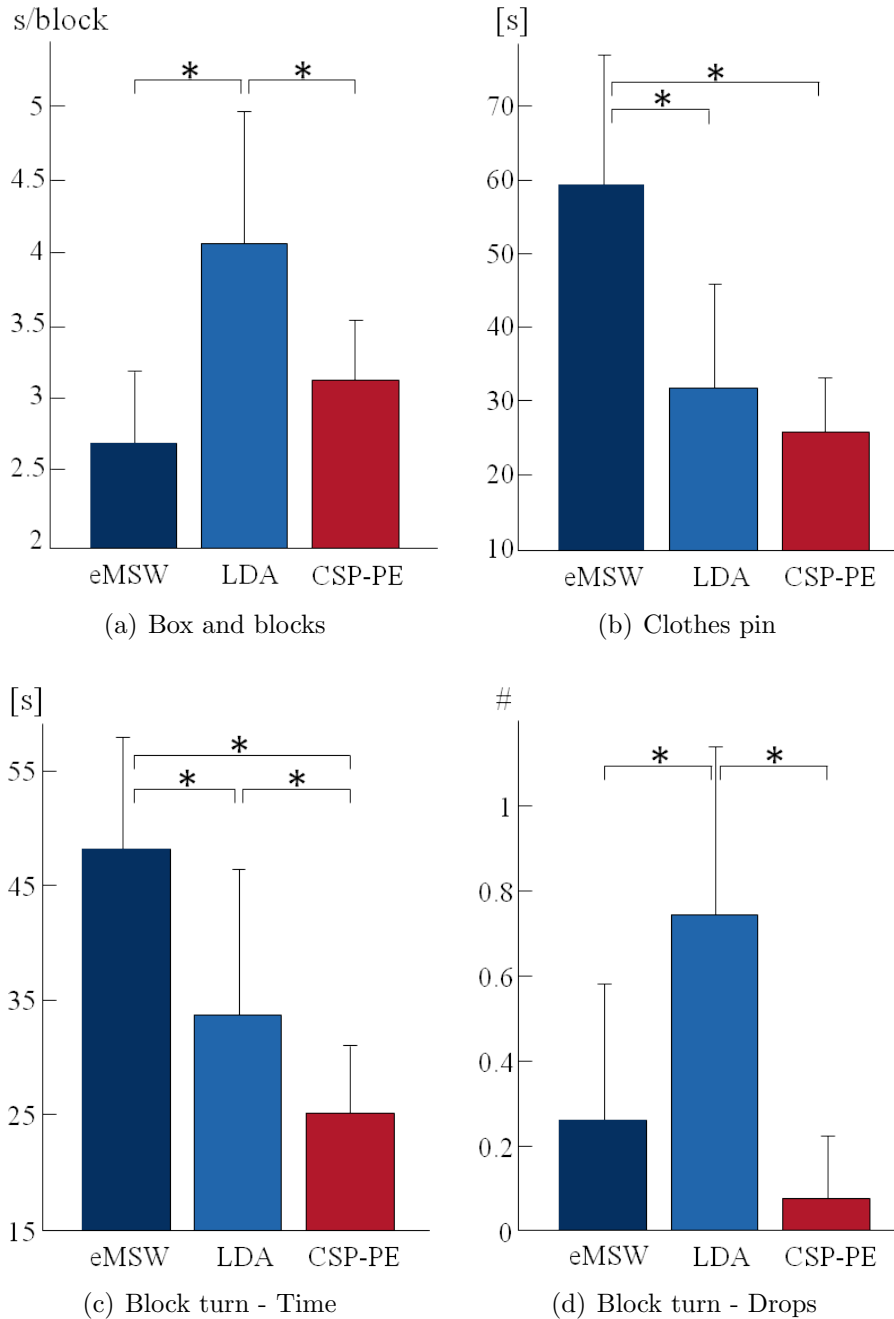 s/block
5
4.5
4
3.5
3
2.5
2
* *
eMSW LDA CSP-PE
(a) Box and blocks
[s]
70
60
50
40
30
20
10
*
*
eMSW LDA CSP-PE
(b) Clothes pin
[s]
55
45
35
25
15
*
* *
eMSW LDA CSP-PE
(c) Block turn - Time
#
1
0.8
0.6
0.4
0.2
0
* *
eMSW LDA CSP-PE
(d) Block turn - Drops